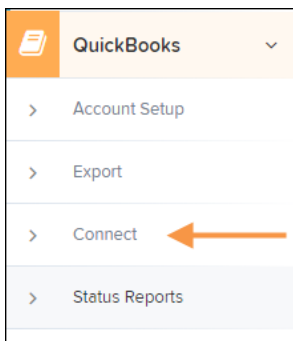 QuickBooks
Account Setup
Export
Connect
Status Reports